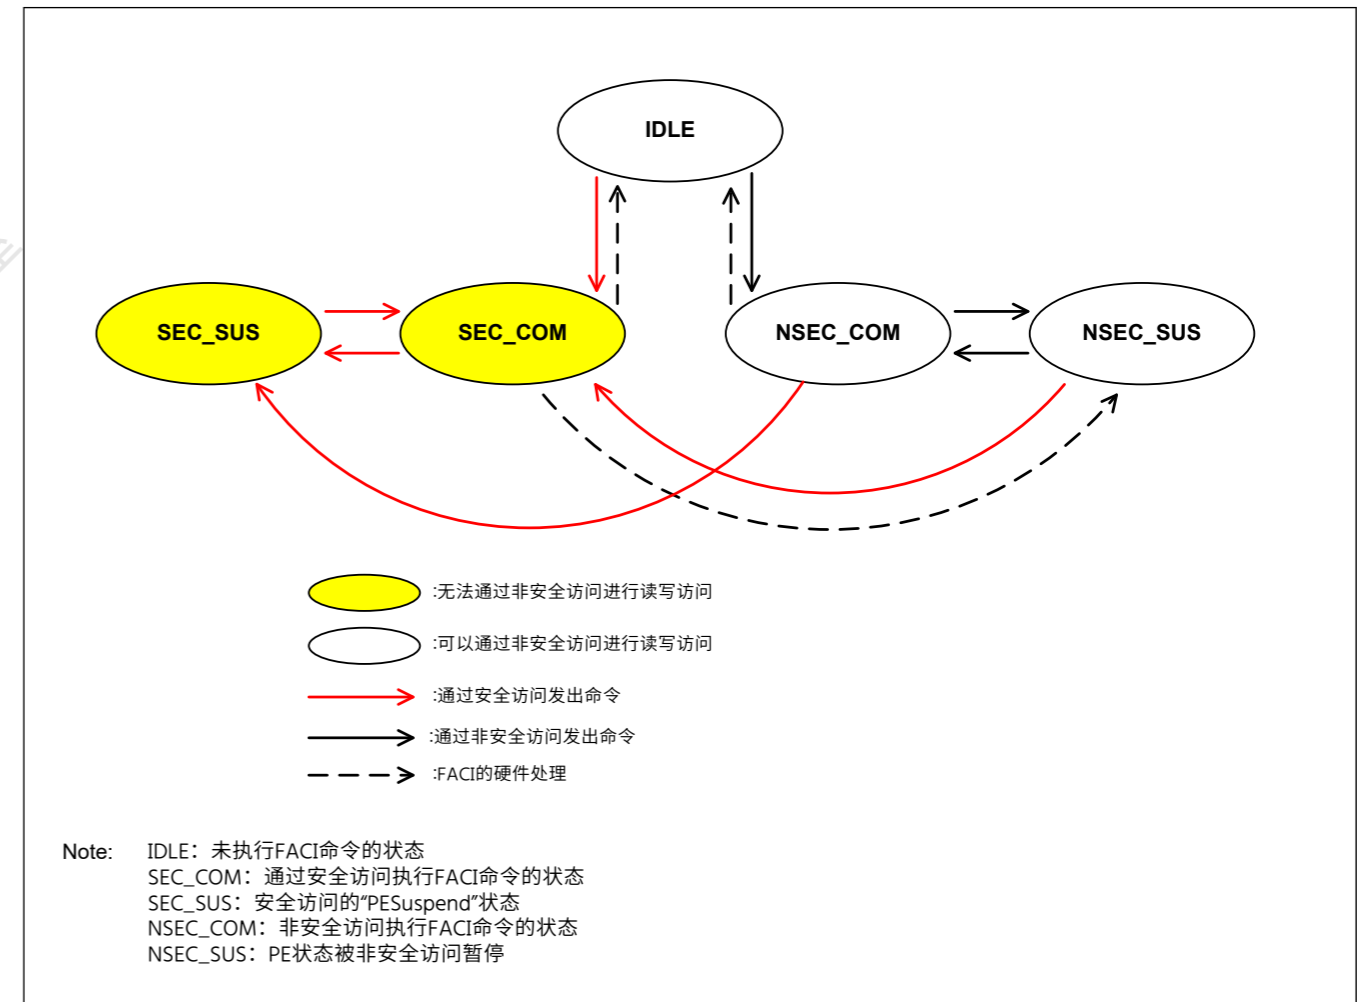 IDLE
SEC_SUS
SEC_COM
NSEC_COM
NSEC_SUS
:无法通过非安全访问进行读写访问
:可以通过非安全访问进行读写访问
:通过安全访问发出命令
:通过非安全访问发出命令
:FACI的硬件处理
Note: IDLE：未执行FACI命令的状态
SEC_COM：通过安全访问执行FACI命令的状态
SEC_SUS：安全访问的“PESuspend”状态
NSEC_COM：非安全访问执行FACI命令的状态
NSEC_SUS：PE状态被非安全访问暂停